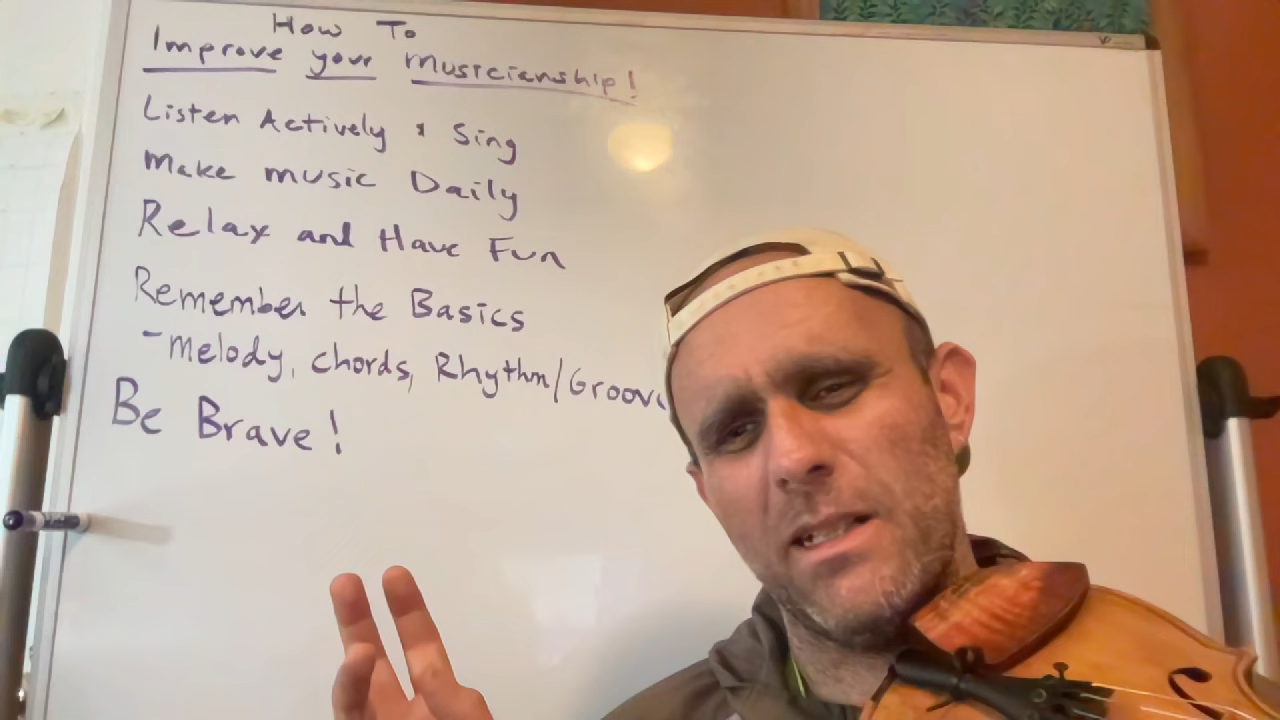 How To
Improve your musicianship!
Listen Actively & Sing
Make music Daily
Relax and Have Fun
Remember the Basics
- Melody, chords, Rhythm/Groove
Be Brave!